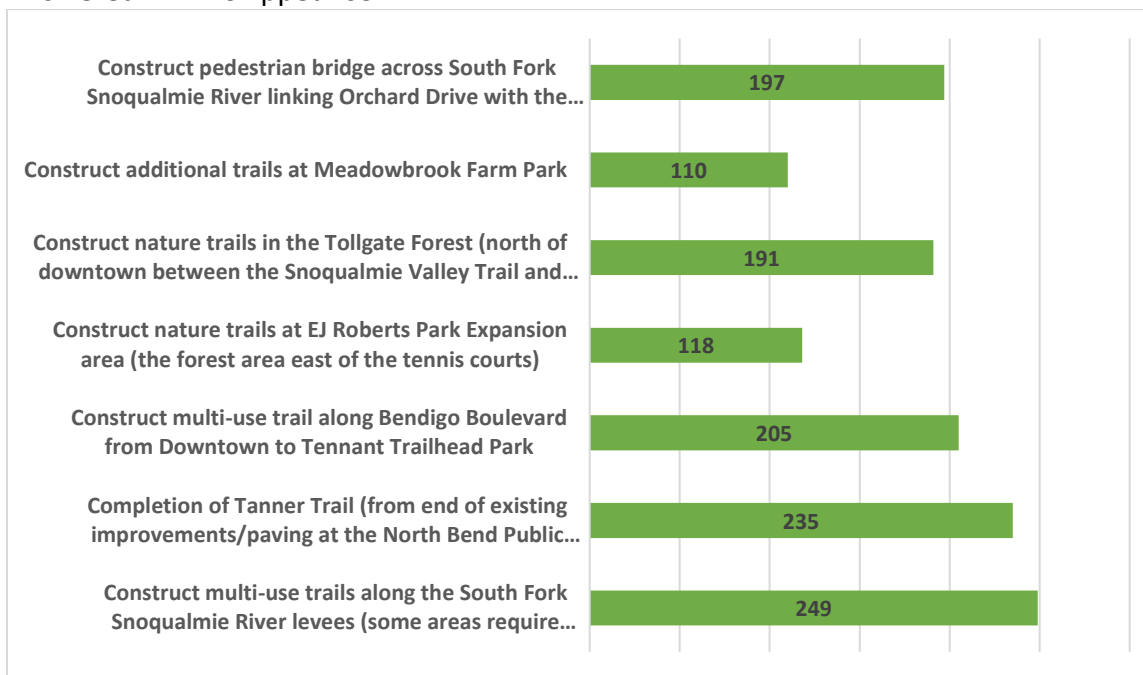 Construct pedestrian bridge across South Fork
Snoqualmie River linking Orchard Drive with the…
197
Construct additional trails at Meadowbrook Farm Park
110
Construct nature trails in the Tollgate Forest (north of
downtown between the Snoqualmie Valley Trail and…
191
Construct nature trails at EJ Roberts Park Expansion
area (the forest area east of the tennis courts)
118
Construct multi-use trail along Bendigo Boulevard
from Downtown to Tennant Trailhead Park
205
Completion of Tanner Trail (from end of existing
improvements/paving at the North Bend Public…
235
Construct multi-use trails along the South Fork
Snoqualmie River levees (some areas require…
249